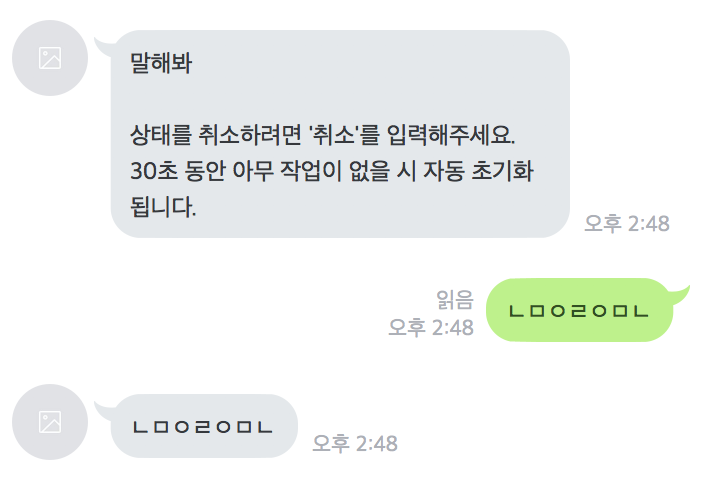 말해봐
상태를 취소하려면 '취소'를 입력해주세요.
30초 동안 아무 작업이 없을 시 자동 초기화
됩니다.
오후 2:48
읽음
오후 2:48
ㄴㅁㅇㄹㅇㅁㄴ
ㄴㅁㅇㄹㅇㅁㄴ
오후 2:48